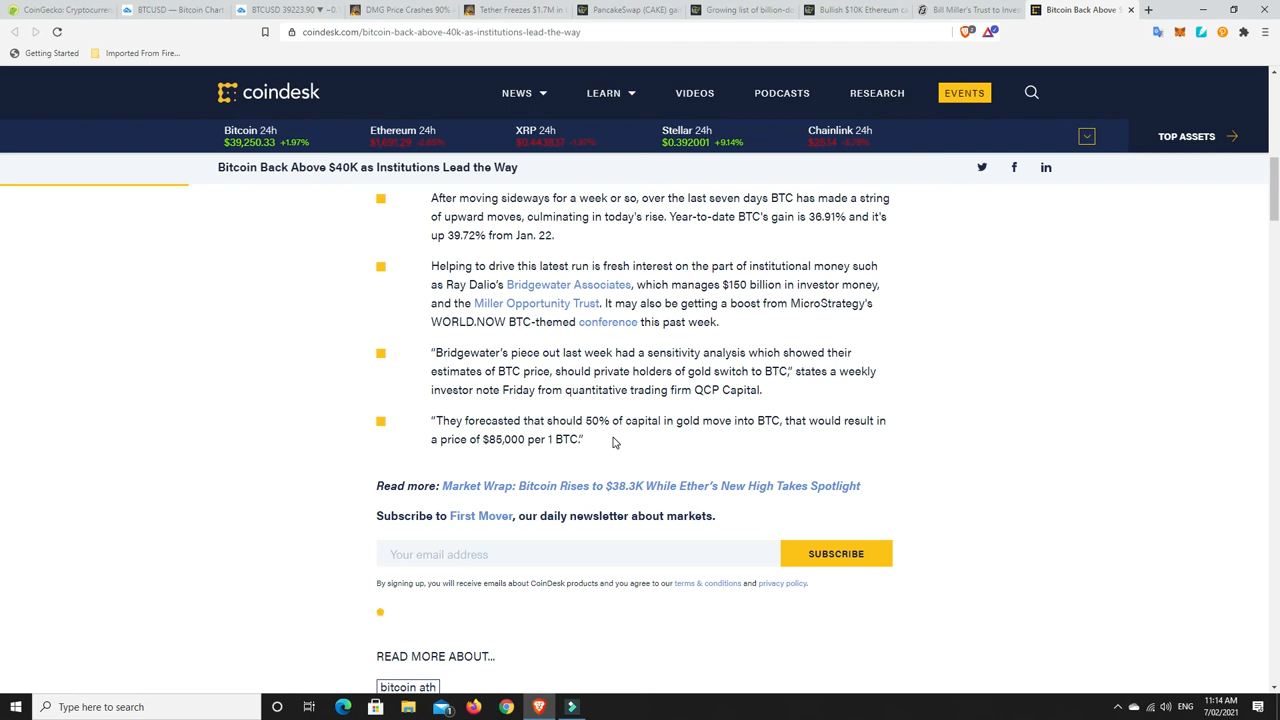 CoinGecko: Cryptocurren
BTCUSD — Bitcoin Chart
BTCUSD 39223.90 ▼ −0.
DMG Price Crashes 90%
Tether Freezes $1.7M in
PancakeSwap (CAKE) ga
Growing list of billion-do
Bullish $10K Ethereum ca
Bill Miller's Trust to Inves
Bitcoin Back Above $
coindesk.com/bitcoin-back-above-40k-as-institutions-lead-the-way
Getting Started
Imported From Fire...
coindesk
NEWS
LEARN
VIDEOS
PODCASTS
RESEARCH
EVENTS
Bitcoin 24h
$39,250.33 +1.97%
Ethereum 24h
XRP 24h
Stellar 24h
$0.392001 +9.14%
Chainlink 24h
TOP ASSETS
Bitcoin Back Above $40K as Institutions Lead the Way
After moving sideways for a week or so, over the last seven days BTC has made a string
of upward moves, culminating in today's rise. Year-to-date BTC's gain is 36.91% and it's
up 39.72% from Jan. 22.
Helping to drive this latest run is fresh interest on the part of institutional money such
as Ray Dalio's Bridgewater Associates, which manages $150 billion in investor money,
and the Miller Opportunity Trust. It may also be getting a boost from MicroStrategy's
WORLD.NOW BTC-themed conference this past week.
“Bridgewater’s piece out last week had a sensitivity analysis which showed their
estimates of BTC price, should private holders of gold switch to BTC,” states a weekly
investor note Friday from quantitative trading firm QCP Capital.
“They forecasted that should 50% of capital in gold move into BTC, that would result in
a price of $85,000 per 1 BTC.”
Read more: Market Wrap: Bitcoin Rises to $38.3K While Ether’s New High Takes Spotlight
Subscribe to First Mover, our daily newsletter about markets.
Your email address
SUBSCRIBE
By signing up, you will receive emails about CoinDesk products and you agree to our terms & conditions and privacy policy.
READ MORE ABOUT...
bitcoin ath
Type here to search
ENG
11:14 AM
7/02/2021